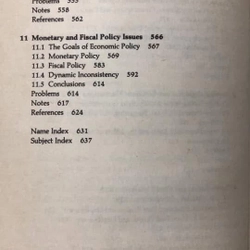 Problems 555
Notes 558
References 562
11 Monetary and Fiscal Policy Issues 566
11.1 The Goals of Economic Policy 567
11.2 Monetary Policy 569
11.3 Fiscal Policy 583
11.4 Dynamic Inconsistency 592
11.5 Conclusions 614
Problems 614
Notes 617
References 624
Name Index 631
Subject Index 637